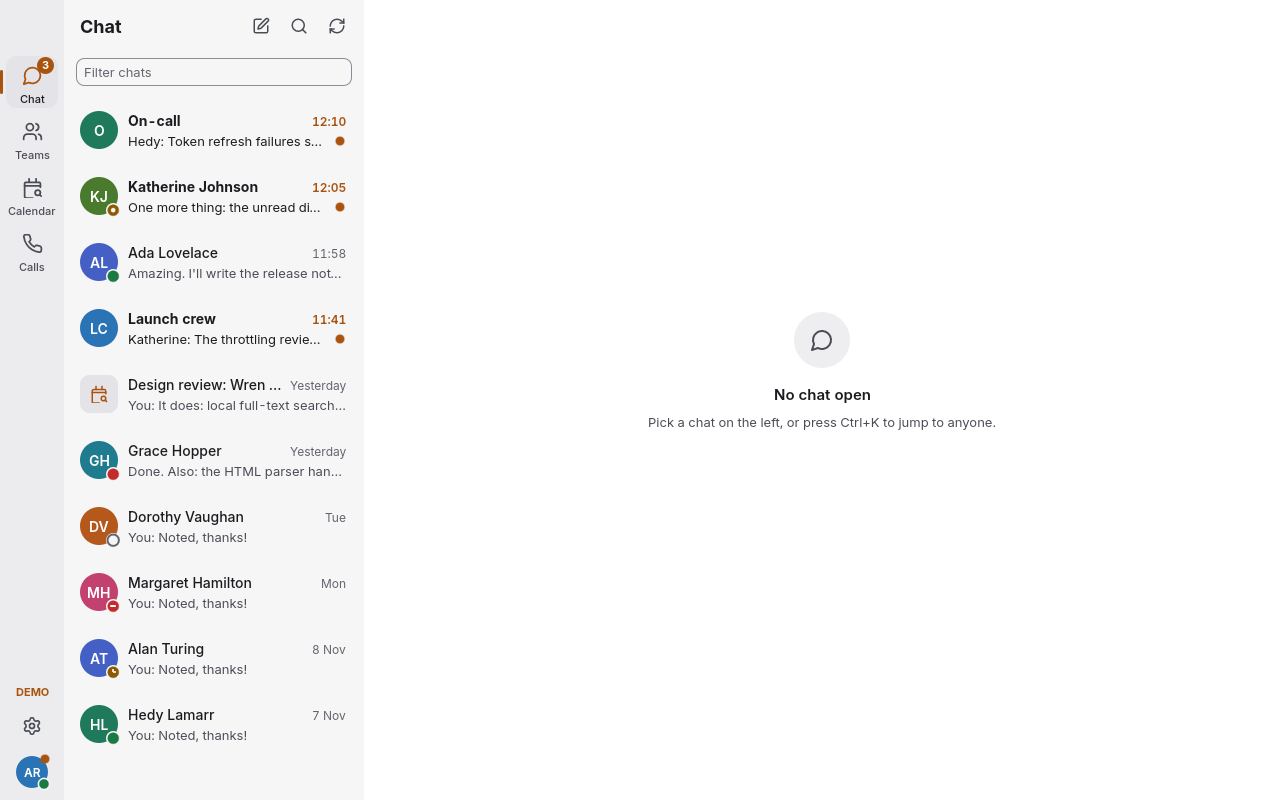 3
Chat
Teams
Calendar
Calls
DEMO
AR
Chat
Filter chats
O
On-call
12:10
Hedy: Token refresh failures s...
KJ
Katherine Johnson
12:05
One more thing: the unread di...
AL
Ada Lovelace
11:58
Amazing. I'll write the release not...
LC
Launch crew
11:41
Katherine: The throttling revie...
Design review: Wren ...
Yesterday
You: It does: local full-text search...
GH
Grace Hopper
Yesterday
Done. Also: the HTML parser han...
DV
Dorothy Vaughan
Tue
You: Noted, thanks!
MH
Margaret Hamilton
Mon
You: Noted, thanks!
AT
Alan Turing
8 Nov
You: Noted, thanks!
HL
Hedy Lamarr
7 Nov
You: Noted, thanks!
No chat open
Pick a chat on the left, or press Ctrl+K to jump to anyone.